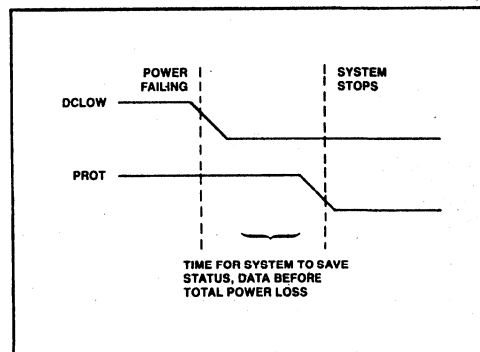 POWER FAILING
SYSTEM STOPS
DCLOW
PROT
TIME FOR SYSTEM TO SAVE
STATUS, DATA BEFORE
TOTAL POWER LOSS